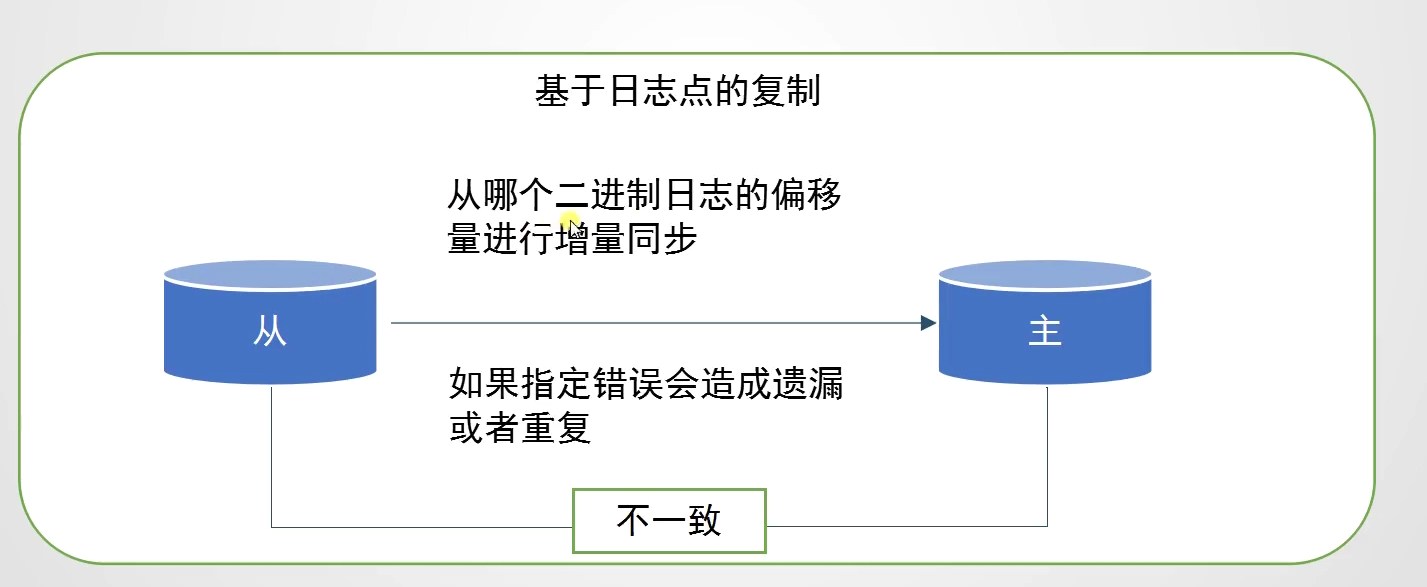 基于日志点的复制
从哪个二进制日志的偏移
量进行增量同步
从
主
如果指定错误会造成遗漏
或者重复
不一致